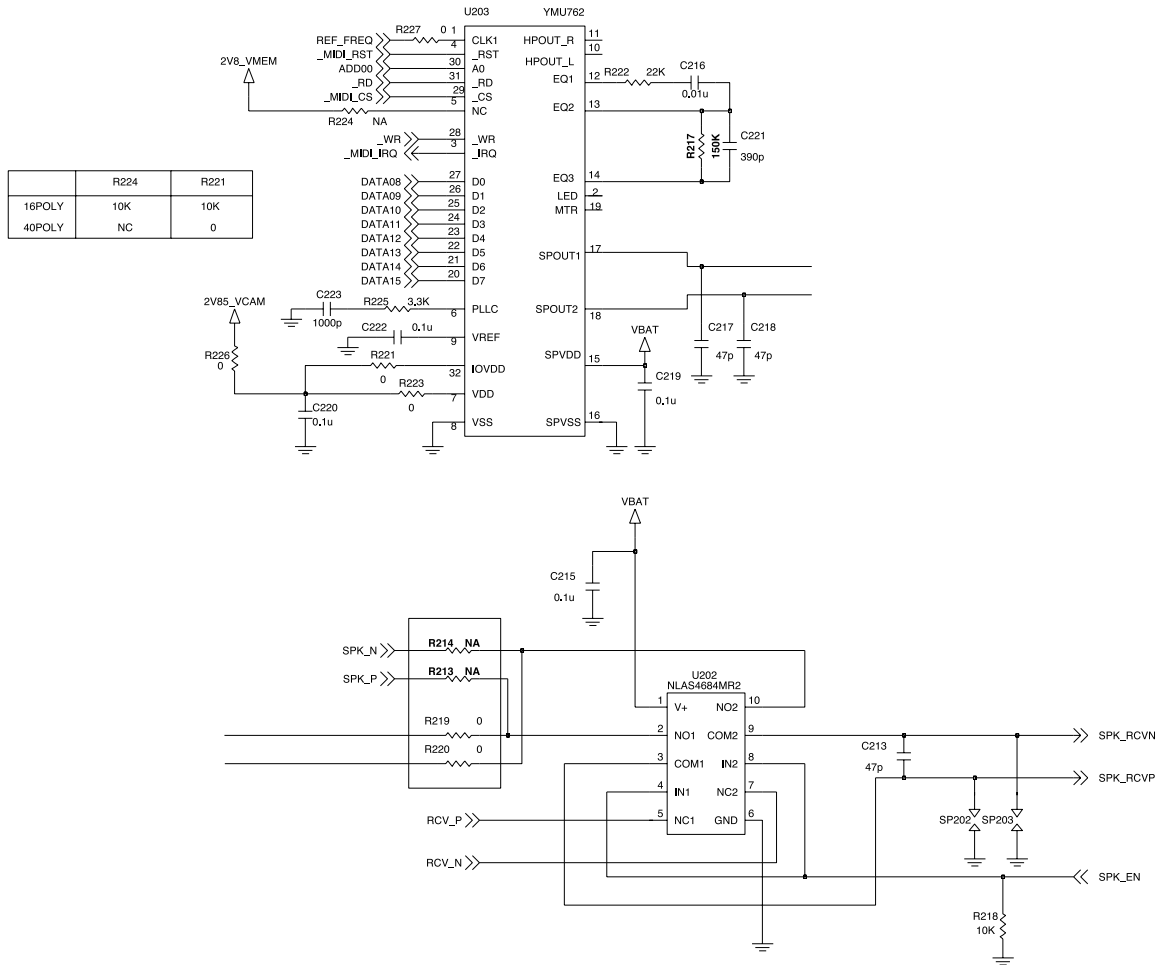 U203 YMU762
REF_FREQ R227 0 1 CLK1 HPOUT_R 11
_MIDI_RST 4 _RST HPOUT_L 10
2V8_VMEM ADD00 30 A0
_RD 31 _RD EQ1 12 R222 22K C216 0.01u
_MIDI_CS 29 _CS
R224 NA 5 NC EQ2 13
_WR 28 _WR R217 150K C221 390p
_MIDI_IRQ 3 _IRQ
R224 R221
16POLY 10K 10K
40POLY NC 0
DATA08 27 D0 EQ3 14
DATA09 26 D1 LED 2
DATA10 25 D2 MTR 19
DATA11 24 D3
DATA12 23 D4
DATA13 22 D5 SPOUT1 17
DATA14 21 D6
DATA15 20 D7
2V85_VCAM C223 1000p R225 3.3K 6 PLLC SPOUT2 18
C222 0.1u 9 VREF VBAT C217 47p C218 47p
R226 0 R221 0 32 IOVDD SPVDD 15
R223 0 7 VDD C219 0.1u
C220 0.1u
8 VSS SPVSS 16
VBAT
C215
0.1u
SPK_N R214 NA
SPK_P R213 NA
U202
NLAS4684MR2
1 V+ NO2 10
R219 0 2 NO1 COM2 9 SPK_RCVN
R220 0 3 COM1 IN2 8 C213 47p
SPK_RCVP
4 IN1 NC2 7
RCV_P 5 NC1 GND 6 SP202 SP203
RCV_N
SPK_EN
R218
10K